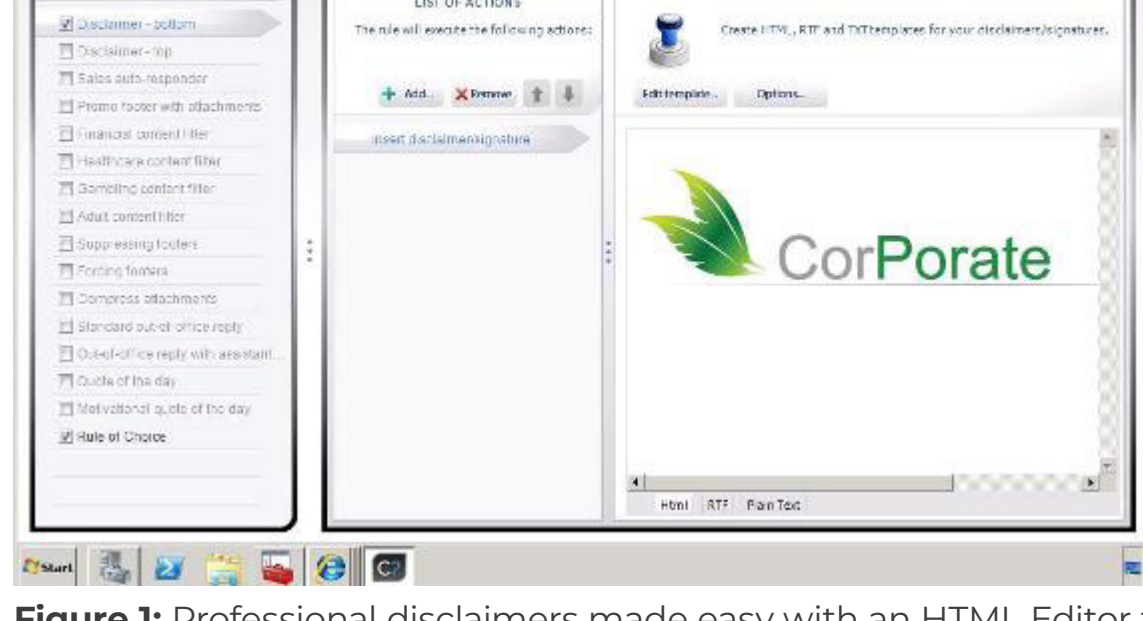 Disclaimer - bottom
Disclaimer - top
Sales auto-responder
Promo footer with attachments
Financial content filter
Healthcare content filter
Gambling content filter
Adult content filter
Suppressing footers
Forcing footers
Compress attachments
Standard out-of-office reply
Out-of-office reply with assistant...
Quote of the day
Motivational quote of the day
Rule of Choice
LIST OF ACTIONS
The rule will execute the following actions:
Add... Remove
Insert disclaimer/signature
Create HTML, RTF and TXT templates for your disclaimers/signatures.
Edit template... Options...
CorPorate
Html RTF Plain Text
Start C?
Figure 1: Professional disclaimers made easy with an HTML Editor